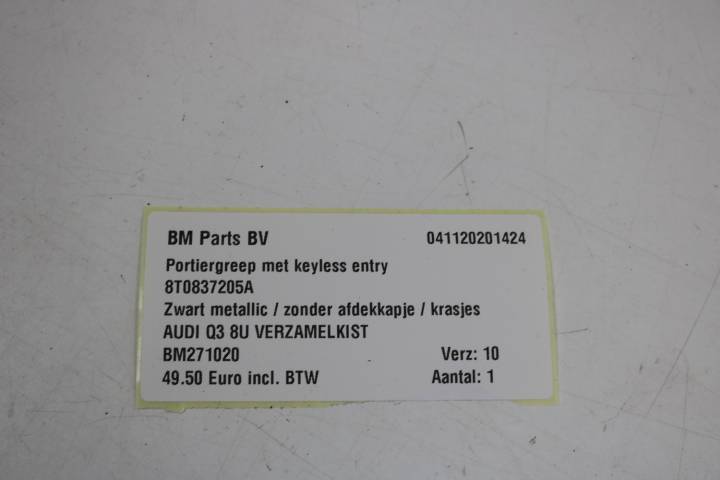 BM Parts BV 041120201424
Portiergreep met keyless entry
8T0837205A
Zwart metallic / zonder afdekkapje / krasjes
AUDI Q3 8U VERZAMELKIST
BM271020 Verz: 10
49.50 Euro incl. BTW Aantal: 1